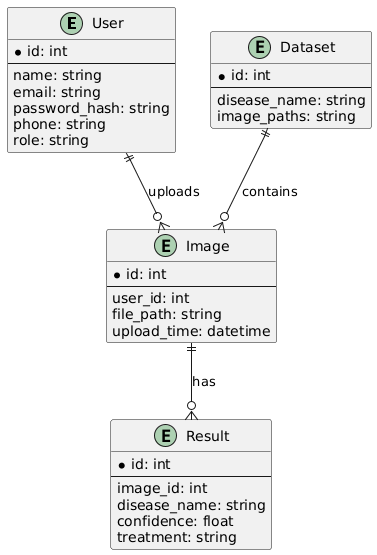 E User
* id: int
name: string
email: string
password_hash: string
phone: string
role: string
E Dataset
* id: int
disease_name: string
image_paths: string
uploads
contains
E Image
* id: int
user_id: int
file_path: string
upload_time: datetime
has
E Result
* id: int
image_id: int
disease_name: string
confidence: float
treatment: string